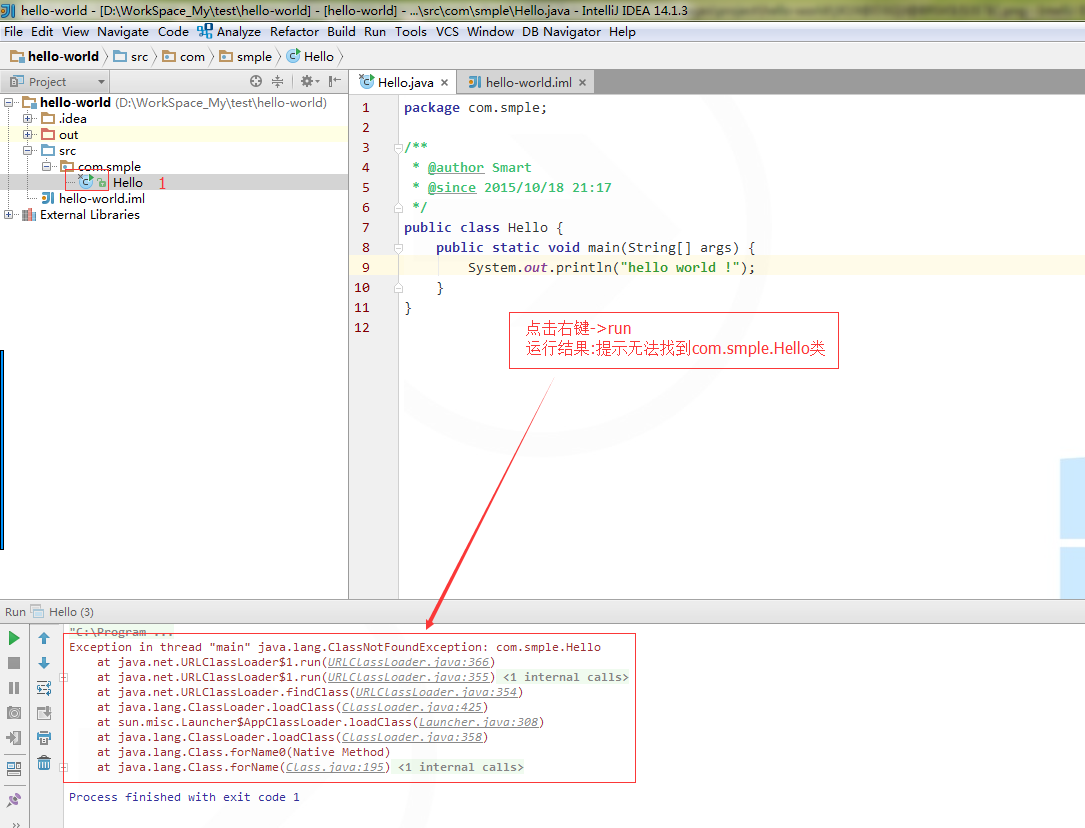 hello-world - [D:\WorkSpace_My\test\hello-world] - [hello-world] - ...\src\com\smple\Hello.java - IntelliJ IDEA 14.1.3
File Edit View Navigate Code Analyze Refactor Build Run Tools VCS Window DB Navigator Help
hello-world src com smple Hello
Project
Hello.java hello-world.iml
hello-world (D:\WorkSpace_My\test\hello-world)
.idea
out
src
com.smple
Hello 1
hello-world.iml
External Libraries
1 package com.smple;
2
3 /**
4 * @author Smart
5 * @since 2015/10/18 21:17
6 */
7 public class Hello {
8 public static void main(String[] args) {
9 System.out.println("hello world !");
10 }
11 }
12
点击右键->run
运行结果:提示无法找到com.smple.Hello类
Run Hello (3)
"C:\Program ...
Exception in thread "main" java.lang.ClassNotFoundException: com.smple.Hello
at java.net.URLClassLoader$1.run(URLClassLoader.java:366)
at java.net.URLClassLoader$1.run(URLClassLoader.java:355) <1 internal calls>
at java.net.URLClassLoader.findClass(URLClassLoader.java:354)
at java.lang.ClassLoader.loadClass(ClassLoader.java:425)
at sun.misc.Launcher$AppClassLoader.loadClass(Launcher.java:308)
at java.lang.ClassLoader.loadClass(ClassLoader.java:358)
at java.lang.Class.forName0(Native Method)
at java.lang.Class.forName(Class.java:195) <1 internal calls>
Process finished with exit code 1